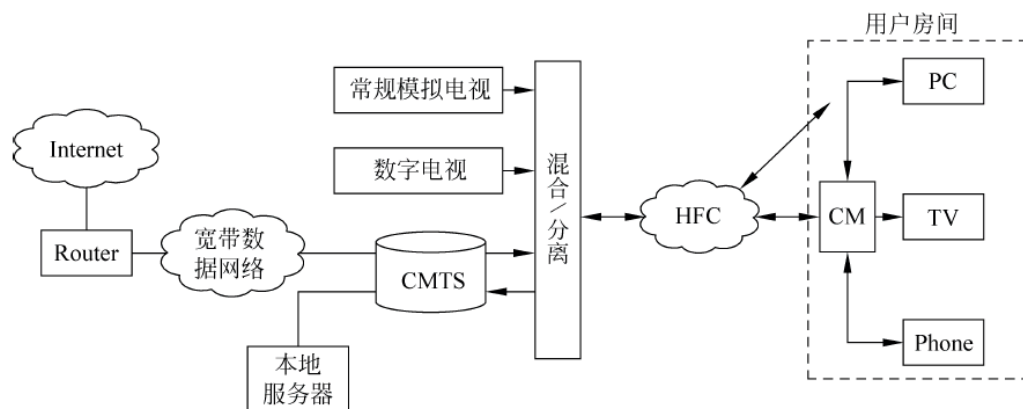 用户房间
常规模拟电视
PC
Internet
数字电视
混合/分离
HFC
CM
TV
Router
宽带数
据网络
CMTS
本地
服务器
Phone